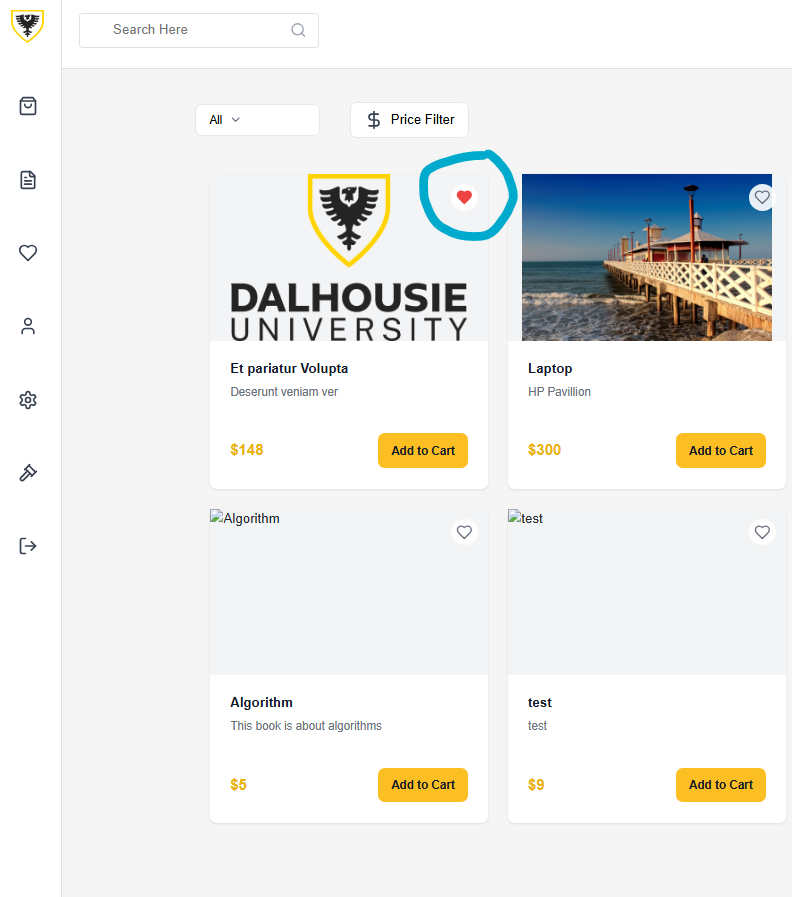 Search Here
All
Price Filter
DALHOUSIE
UNIVERSITY
Et pariatur Volupta
Deserunt veniam ver
$148
Add to Cart
Laptop
HP Pavillion
$300
Add to Cart
Algorithm
test
Algorithm
This book is about algorithms
$5
Add to Cart
test
test
$9
Add to Cart